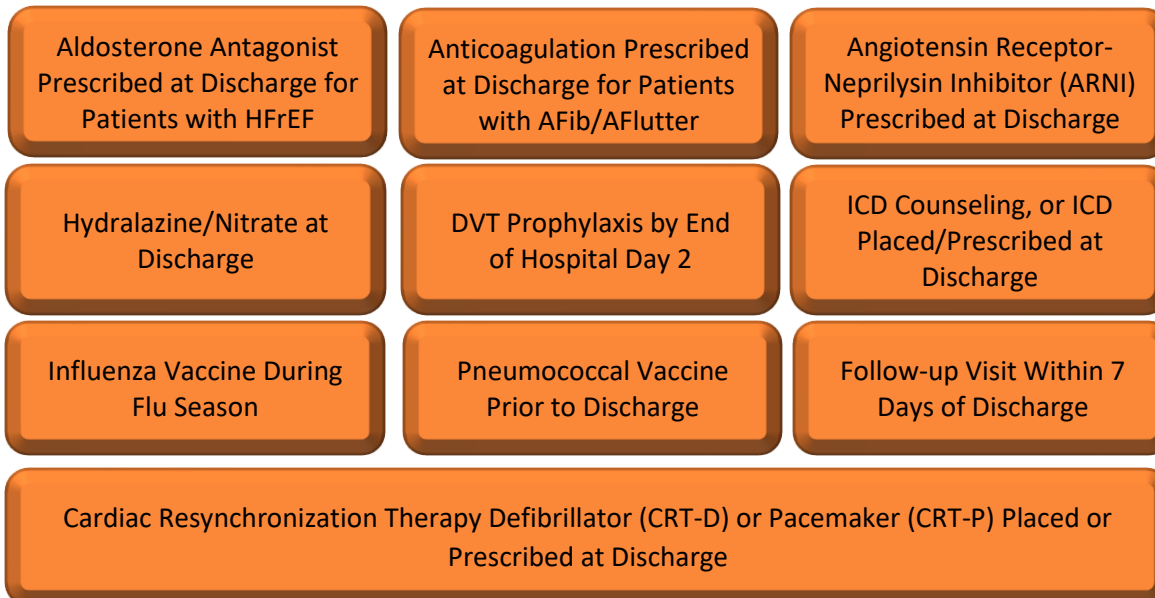 Aldosterone Antagonist
Prescribed at Discharge for
Patients with HFrEF
Anticoagulation Prescribed
at Discharge for Patients
with AFib/AFlutter
Angiotensin Receptor-
Neprilysin Inhibitor (ARNI)
Prescribed at Discharge
Hydralazine/Nitrate at
Discharge
DVT Prophylaxis by End
of Hospital Day 2
ICD Counseling, or ICD
Placed/Prescribed at
Discharge
Influenza Vaccine During
Flu Season
Pneumococcal Vaccine
Prior to Discharge
Follow-up Visit Within 7
Days of Discharge
Cardiac Resynchronization Therapy Defibrillator (CRT-D) or Pacemaker (CRT-P) Placed or
Prescribed at Discharge